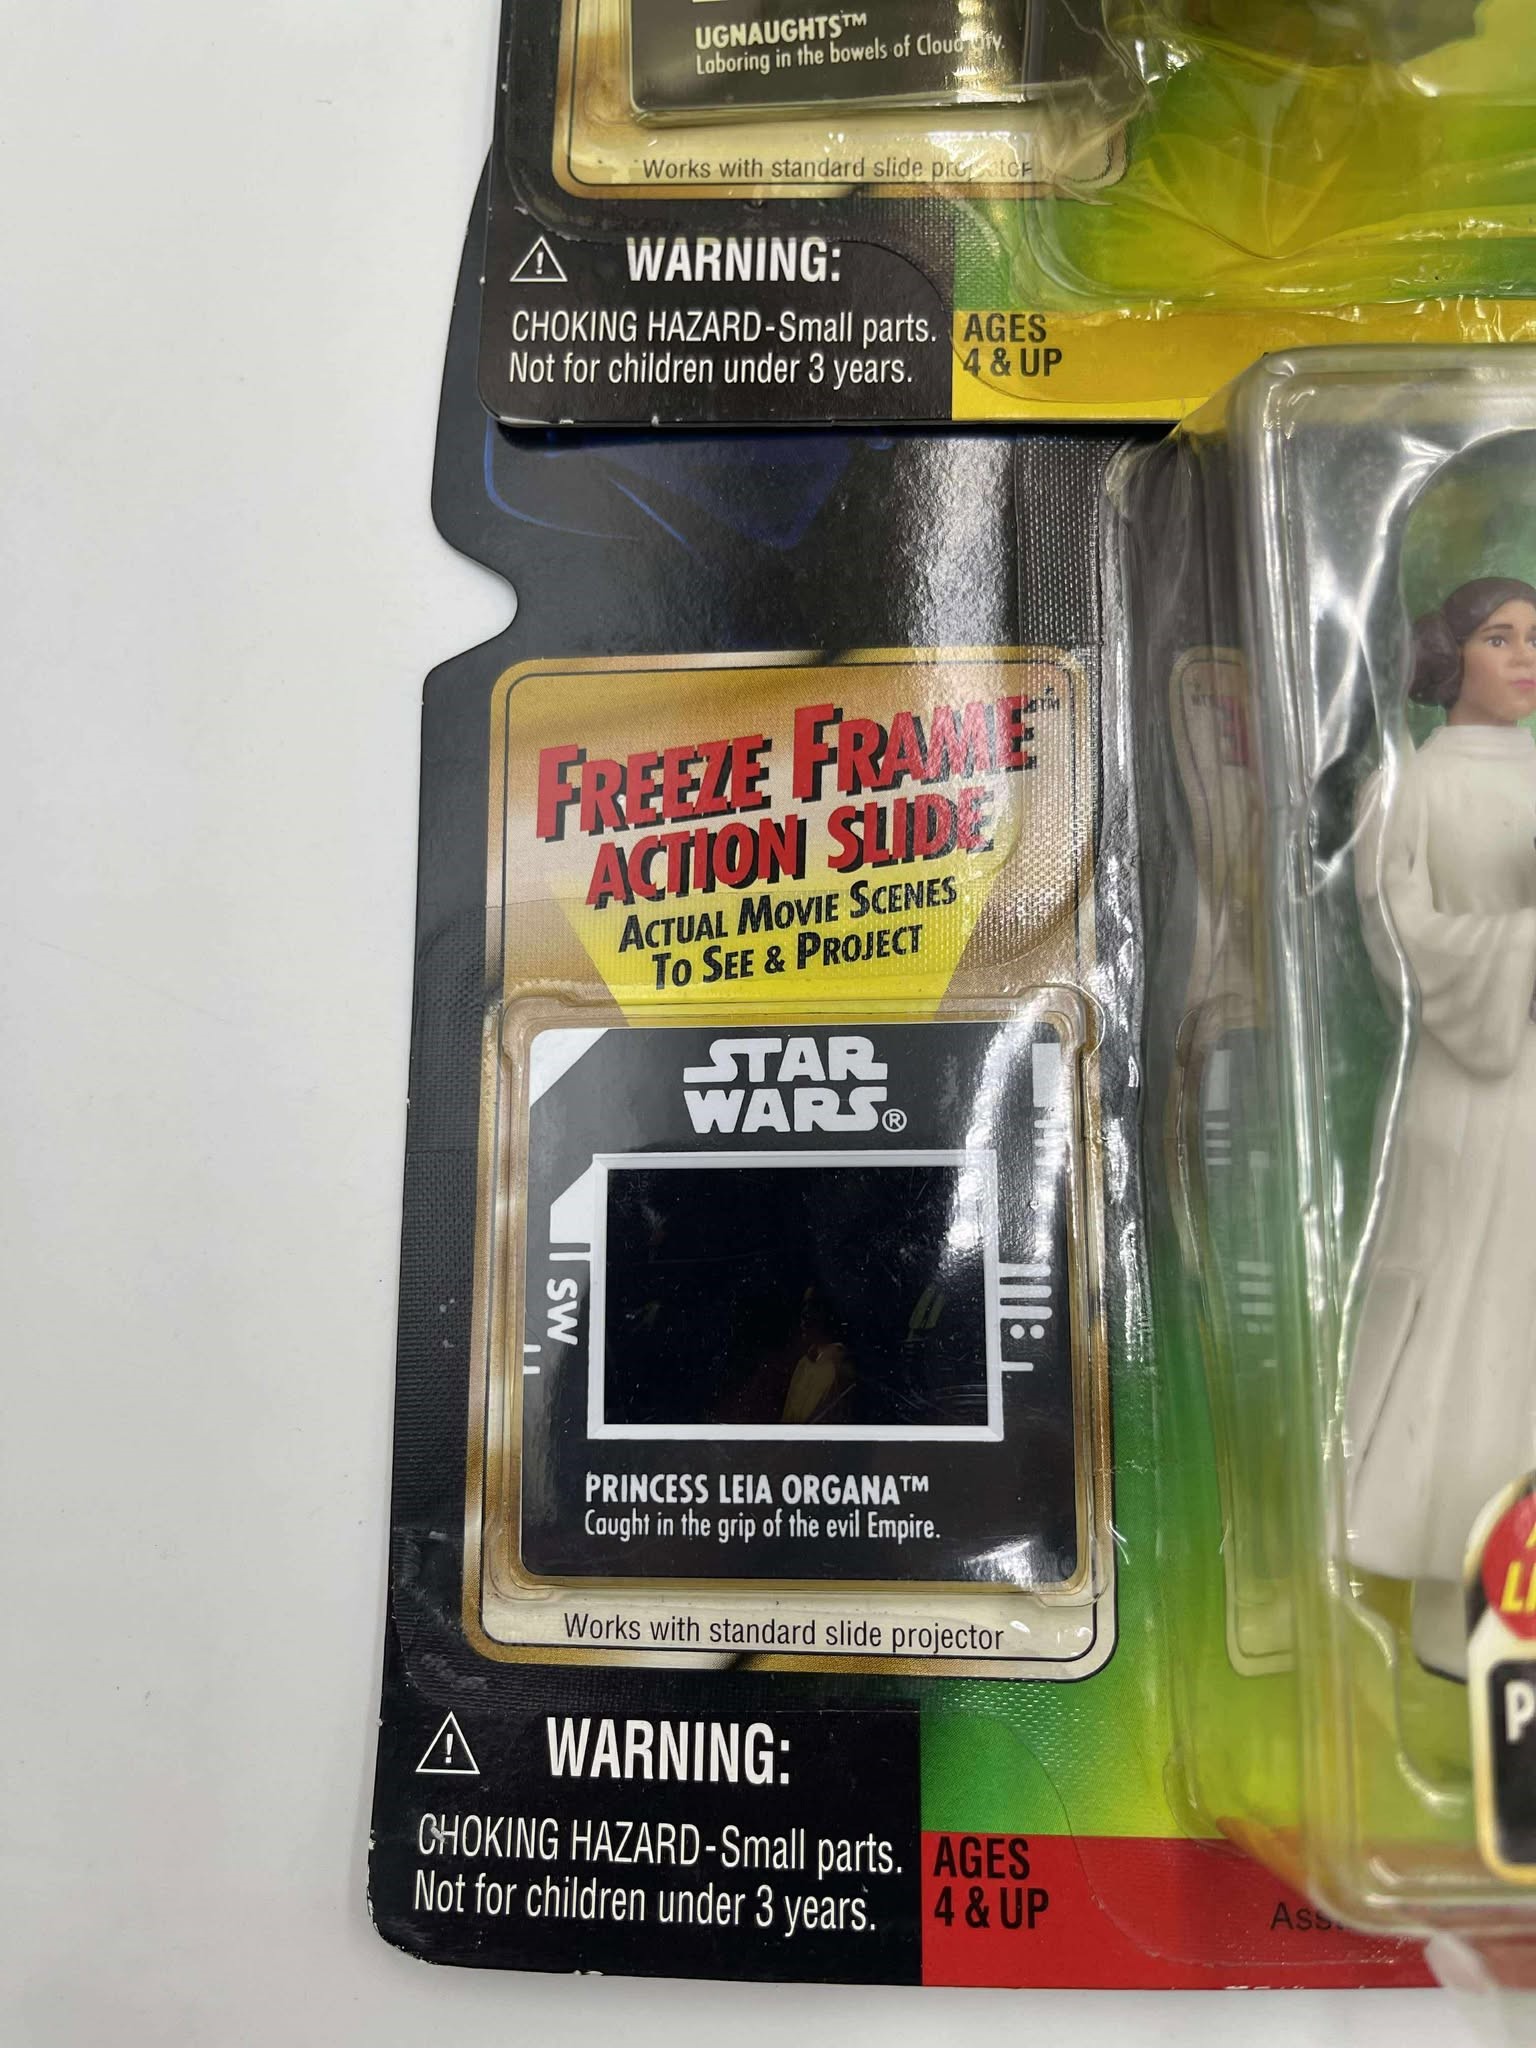 UGNAUGHTS™
Laboring in the bowels of Cloud City.
Works with standard slide projector
WARNING:
CHOKING HAZARD-Small parts.
Not for children under 3 years.
AGES
4 & UP
FREEZE FRAME™
ACTION SLIDE
ACTUAL MOVIE SCENES
TO SEE & PROJECT
STAR
WARS®
SW
PRINCESS LEIA ORGANA™
Caught in the grip of the evil Empire.
Works with standard slide projector
WARNING:
CHOKING HAZARD-Small parts.
Not for children under 3 years.
AGES
4 & UP